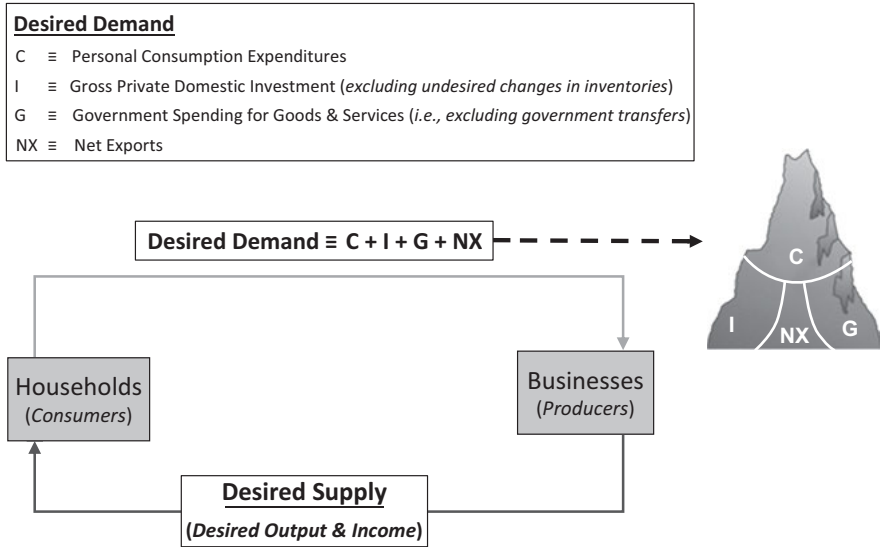 Desired Demand
C ≡ Personal Consumption Expenditures
I ≡ Gross Private Domestic Investment (excluding undesired changes in inventories)
G ≡ Government Spending for Goods & Services (i.e., excluding government transfers)
NX ≡ Net Exports
Desired Demand ≡ C + I + G + NX
C
I
NX
G
Households
(Consumers)
Businesses
(Producers)
Desired Supply
(Desired Output & Income)